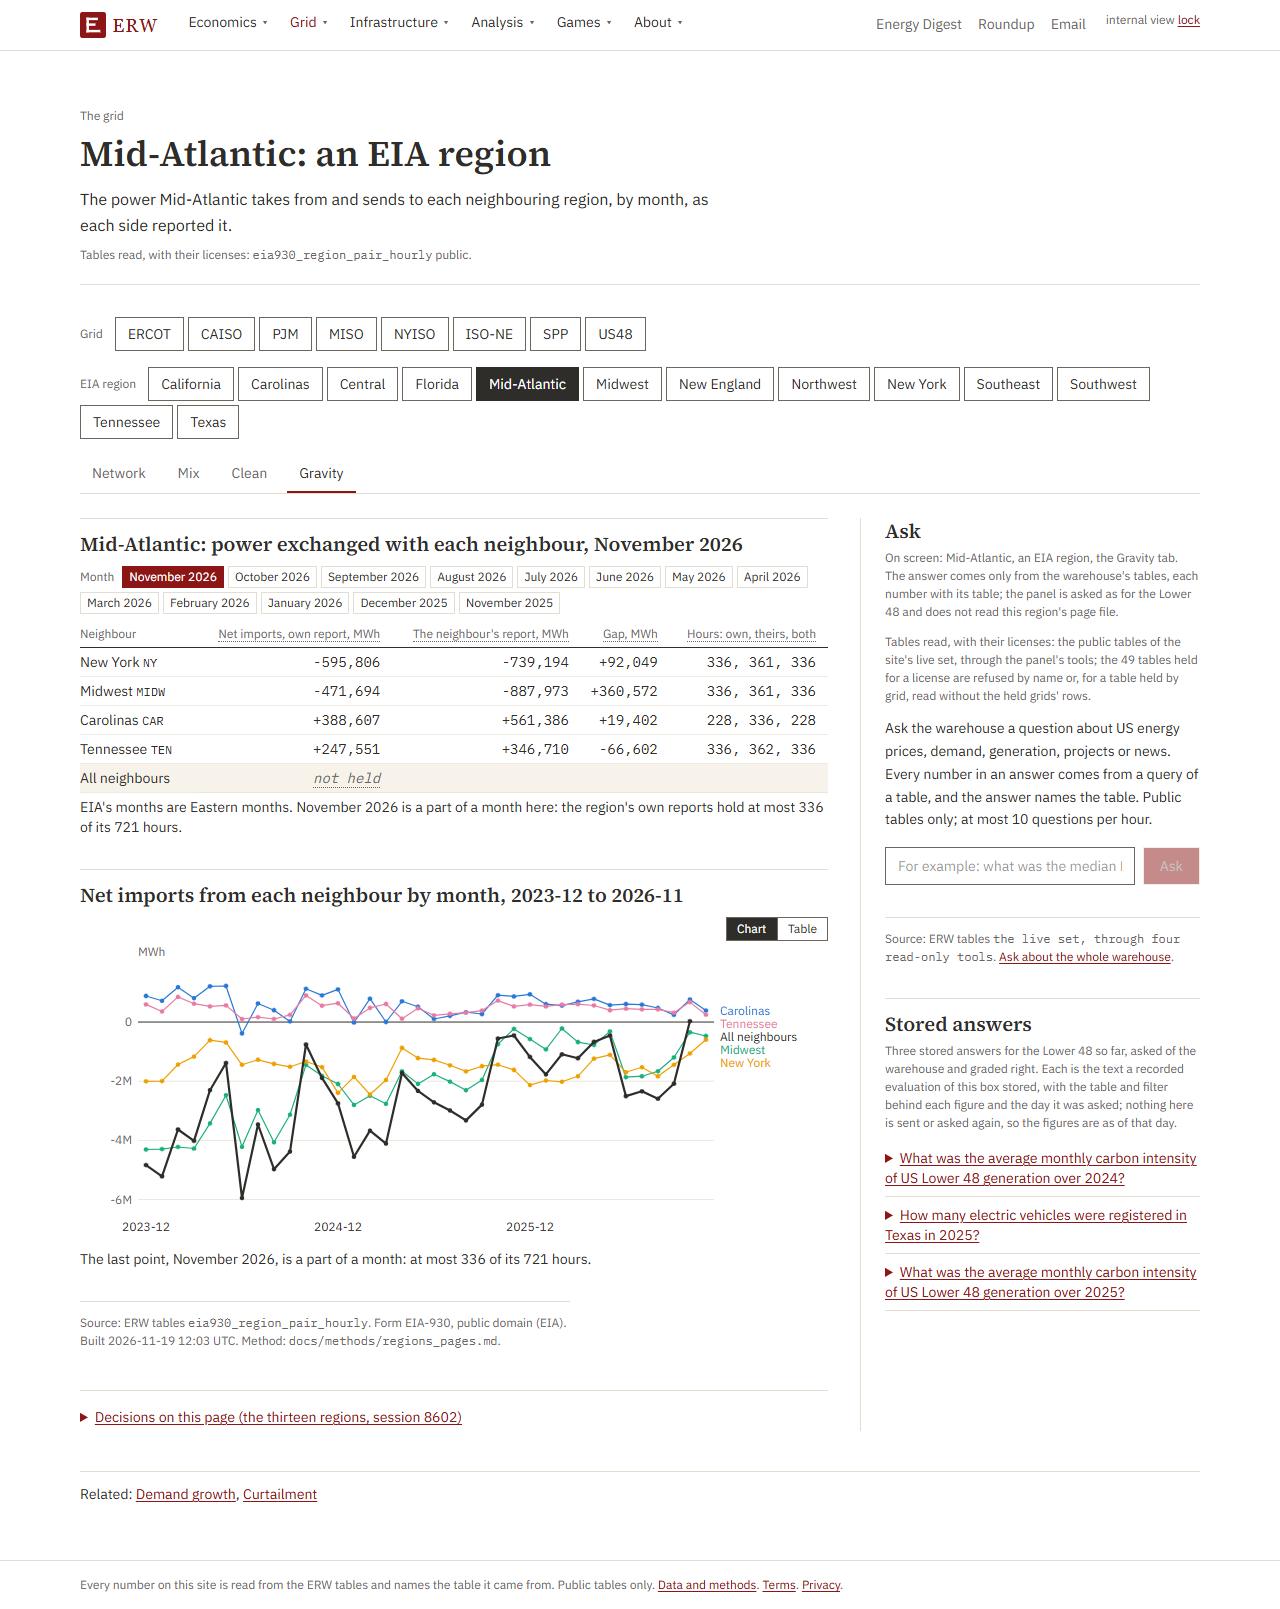 E ERW Economics Grid Infrastructure Analysis Games About Energy Digest Roundup Email internal view lock
The grid
Mid-Atlantic: an EIA region
The power Mid-Atlantic takes from and sends to each neighbouring region, by month, as
each side reported it.
Tables read, with their licenses: eia930_region_pair_hourly public.
Grid ERCOT CAISO PJM MISO NYISO ISO-NE SPP US48
EIA region California Carolinas Central Florida Mid-Atlantic Midwest New England Northwest New York Southeast Southwest
Tennessee Texas
Network Mix Clean Gravity
Mid-Atlantic: power exchanged with each neighbour, November 2026
Month November 2026 October 2026 September 2026 August 2026 July 2026 June 2026 May 2026 April 2026
March 2026 February 2026 January 2026 December 2025 November 2025
Neighbour Net imports, own report, MWh The neighbour's report, MWh Gap, MWh Hours: own, theirs, both
New York NY -595,806 -739,194 +92,049 336, 361, 336
Midwest MIDW -471,694 -887,973 +360,572 336, 361, 336
Carolinas CAR +388,607 +561,386 +19,402 228, 336, 228
Tennessee TEN +247,551 +346,710 -66,602 336, 362, 336
All neighbours not held
EIA's months are Eastern months. November 2026 is a part of a month here: the region's own reports hold at most 336
of its 721 hours.
Net imports from each neighbour by month, 2023-12 to 2026-11
Chart Table
MWh
0
-2M
-4M
-6M
Carolinas
Tennessee
All neighbours
Midwest
New York
2023-12 2024-12 2025-12
The last point, November 2026, is a part of a month: at most 336 of its 721 hours.
Source: ERW tables eia930_region_pair_hourly. Form EIA-930, public domain (EIA).
Built 2026-11-19 12:03 UTC. Method: docs/methods/regions_pages.md.
Decisions on this page (the thirteen regions, session 8602)
Ask
On screen: Mid-Atlantic, an EIA region, the Gravity tab.
The answer comes only from the warehouse's tables, each
number with its table; the panel is asked as for the Lower
48 and does not read this region's page file.
Tables read, with their licenses: the public tables of the
site's live set, through the panel's tools; the 49 tables held
for a license are refused by name or, for a table held by
grid, read without the held grids' rows.
Ask the warehouse a question about US energy
prices, demand, generation, projects or news.
Every number in an answer comes from a query of
a table, and the answer names the table. Public
tables only; at most 10 questions per hour.
For example: what was the median Ask
Source: ERW tables the live set, through four
read-only tools. Ask about the whole warehouse.
Stored answers
Three stored answers for the Lower 48 so far, asked of the
warehouse and graded right. Each is the text a recorded
evaluation of this box stored, with the table and filter
behind each figure and the day it was asked; nothing here
is sent or asked again, so the figures are as of that day.
What was the average monthly carbon intensity
of US Lower 48 generation over 2024?
How many electric vehicles were registered in
Texas in 2025?
What was the average monthly carbon intensity
of US Lower 48 generation over 2025?
Related: Demand growth, Curtailment
Every number on this site is read from the ERW tables and names the table it came from. Public tables only. Data and methods. Terms. Privacy.